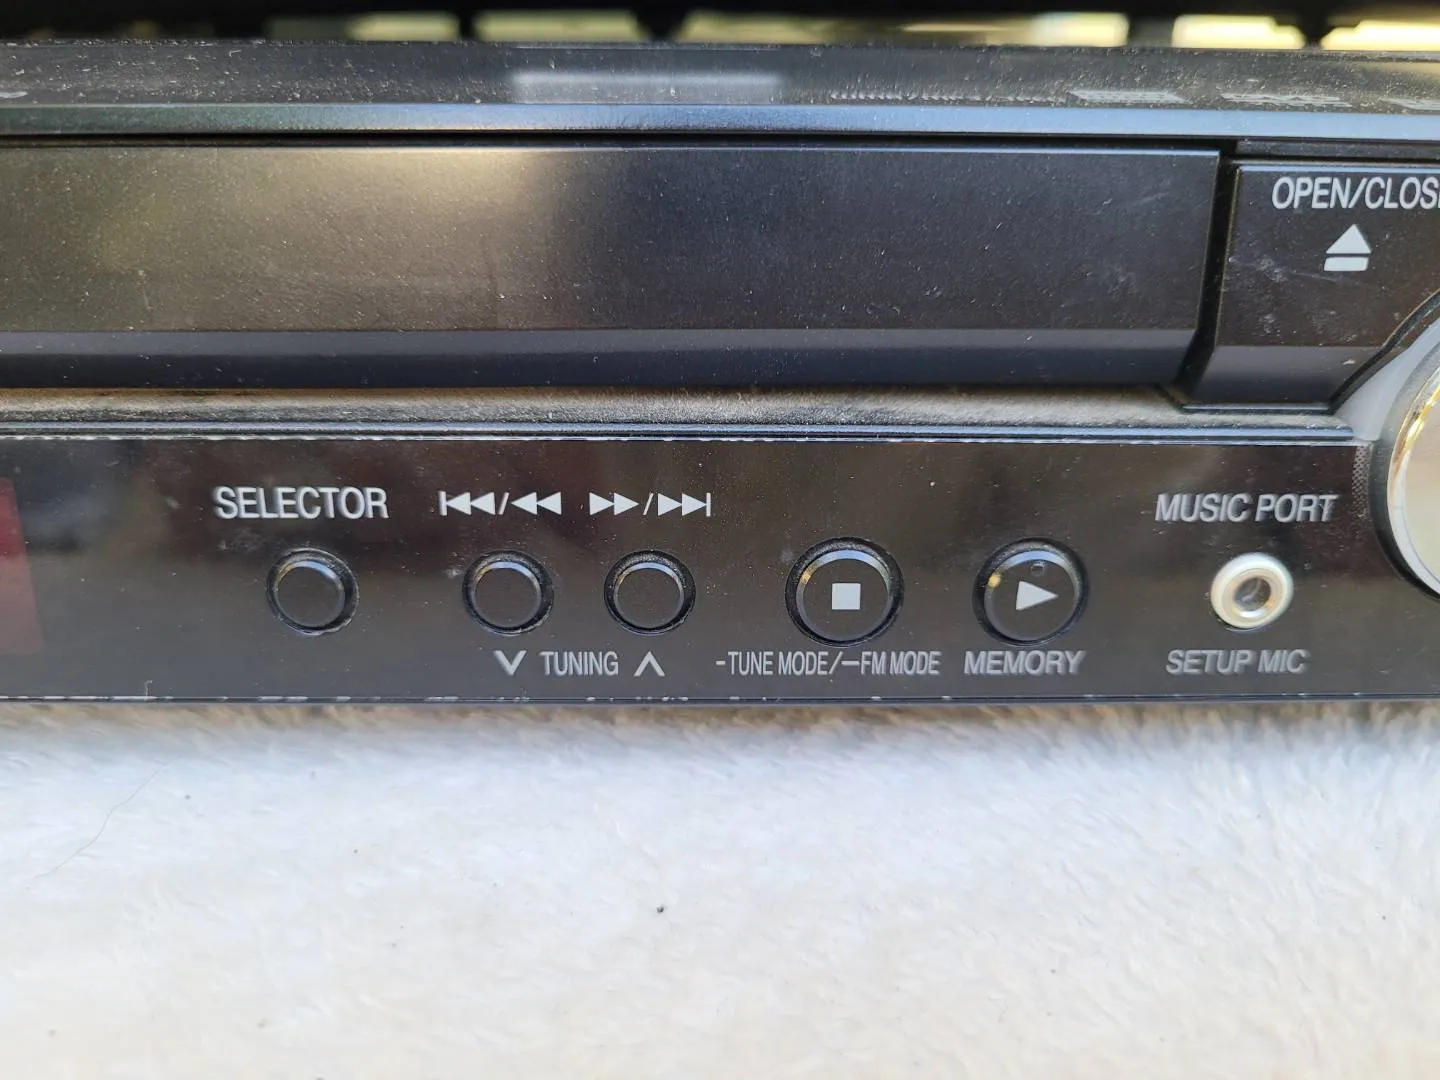 OPEN/CLOSE
SELECTOR
MUSIC PORT
∨ TUNING ∧
-TUNE MODE/—FM MODE
MEMORY
SETUP MIC